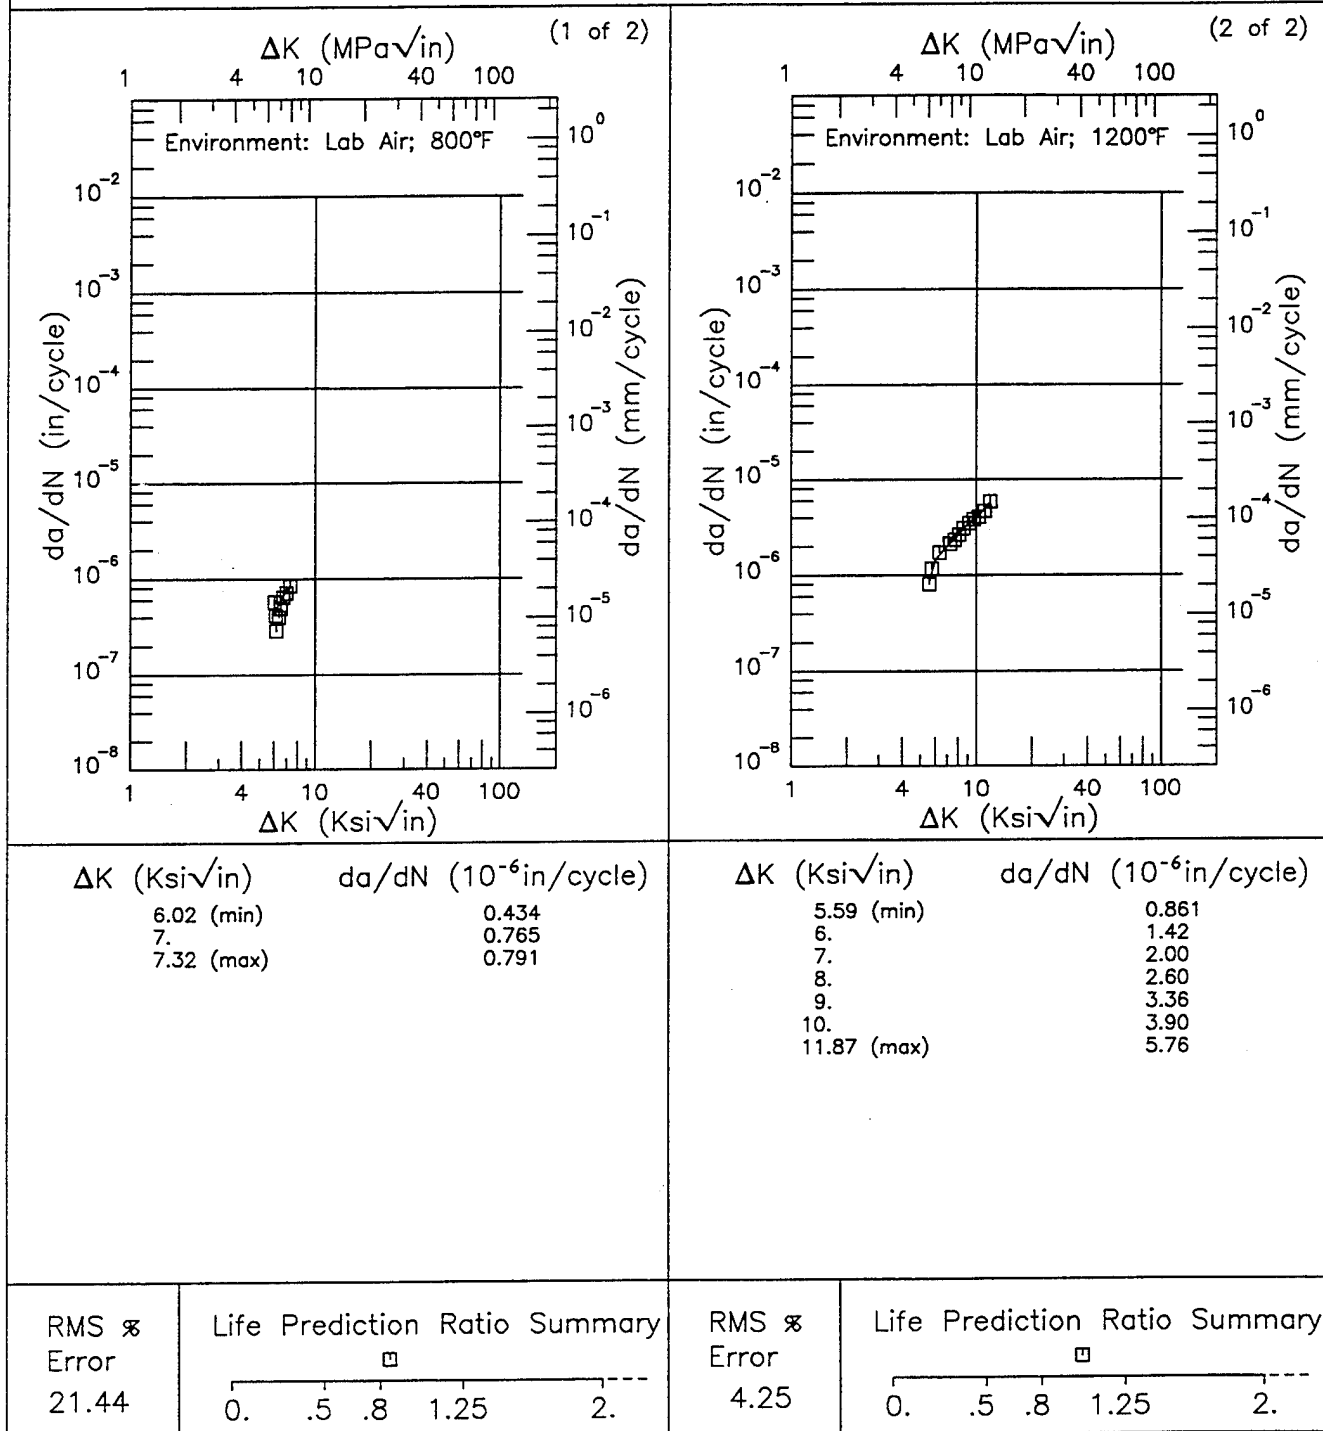 (1 of 2)
ΔK (MPa√in)
1 4 10 40 100
Environment: Lab Air; 800°F
da/dN (in/cycle)
10⁻²
10⁻³
10⁻⁴
10⁻⁵
10⁻⁶
10⁻⁷
10⁻⁸
10⁰
10⁻¹
10⁻²
10⁻³
10⁻⁴
10⁻⁵
10⁻⁶
da/dN (mm/cycle)
1 4 10 40 100
ΔK (Ksi√in)
ΔK (Ksi√in) da/dN (10⁻⁶in/cycle)
6.02 (min) 0.434
7. 0.765
7.32 (max) 0.791
RMS %
Error
21.44
Life Prediction Ratio Summary
0. .5 .8 1.25 2.
(2 of 2)
ΔK (MPa√in)
1 4 10 40 100
Environment: Lab Air; 1200°F
da/dN (in/cycle)
10⁻²
10⁻³
10⁻⁴
10⁻⁵
10⁻⁶
10⁻⁷
10⁻⁸
10⁰
10⁻¹
10⁻²
10⁻³
10⁻⁴
10⁻⁵
10⁻⁶
da/dN (mm/cycle)
1 4 10 40 100
ΔK (Ksi√in)
ΔK (Ksi√in) da/dN (10⁻⁶in/cycle)
5.59 (min) 0.861
6. 1.42
7. 2.00
8. 2.60
9. 3.36
10. 3.90
11.87 (max) 5.76
RMS %
Error
4.25
Life Prediction Ratio Summary
0. .5 .8 1.25 2.